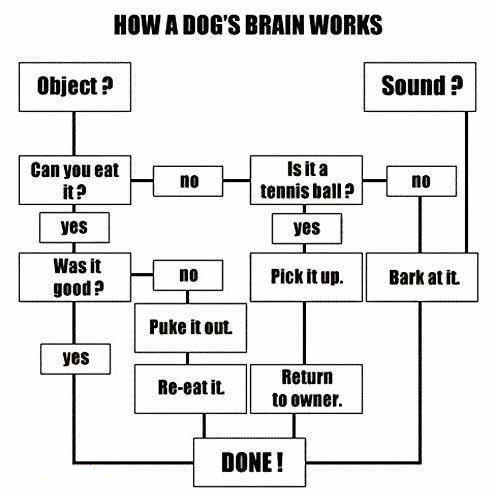 HOW A DOG'S BRAIN WORKS
Object ?
Sound ?
Can you eat
it ?
no
Is it a
tennis ball ?
no
yes
yes
Was it
good ?
no
Pick it up.
Bark at it.
Puke it out.
yes
Re-eat it.
Return
to owner.
DONE !